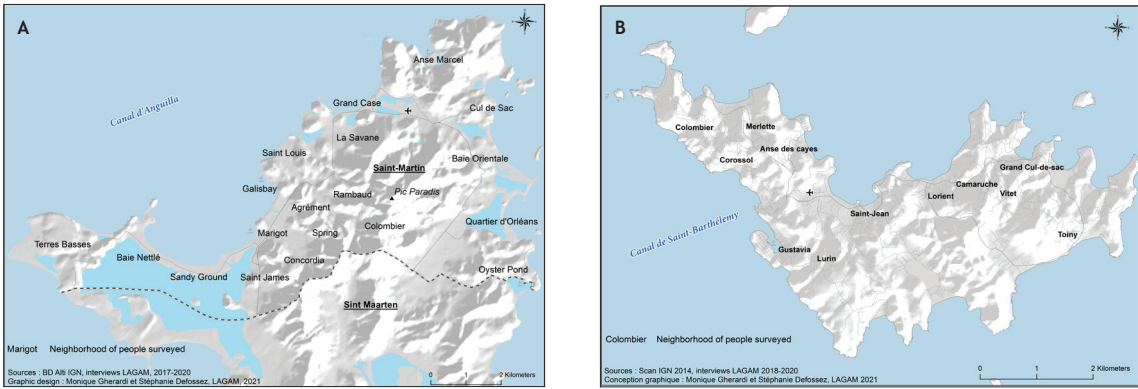 A
Anse Marcel
Grand Case
Cul de Sac
Canal d'Anguilla
La Savane
Saint Louis
Baie Orientale
Saint-Martin
Galisbay
Rambaud
Pic Paradis
Agrément
Quartier d'Orléans
Colombier
Marigot
Spring
Terres Basses
Baie Nettlé
Concordia
Sandy Ground
Saint James
Oyster Pond
Sint Maarten
Marigot Neighborhood of people surveyed
Sources : BD Alti IGN, interviews LAGAM, 2017-2020
Graphic design : Monique Gherardi et Stéphanie Defossez, LAGAM, 2021
0 1 2 Kilometers
B
Colombier
Merlette
Anse des cayes
Corossol
Grand Cul-de-sac
Camaruche
Vitet
Lorient
Saint-Jean
Toiny
Canal de Saint-Barthélemy
Gustavia
Lurin
Colombier Neighborhood of people surveyed
Sources : Scan IGN 2014, interviews LAGAM 2018-2020
Conception graphique : Monique Gherardi et Stéphanie Defossez, LAGAM 2021
0 1 2 Kilometers